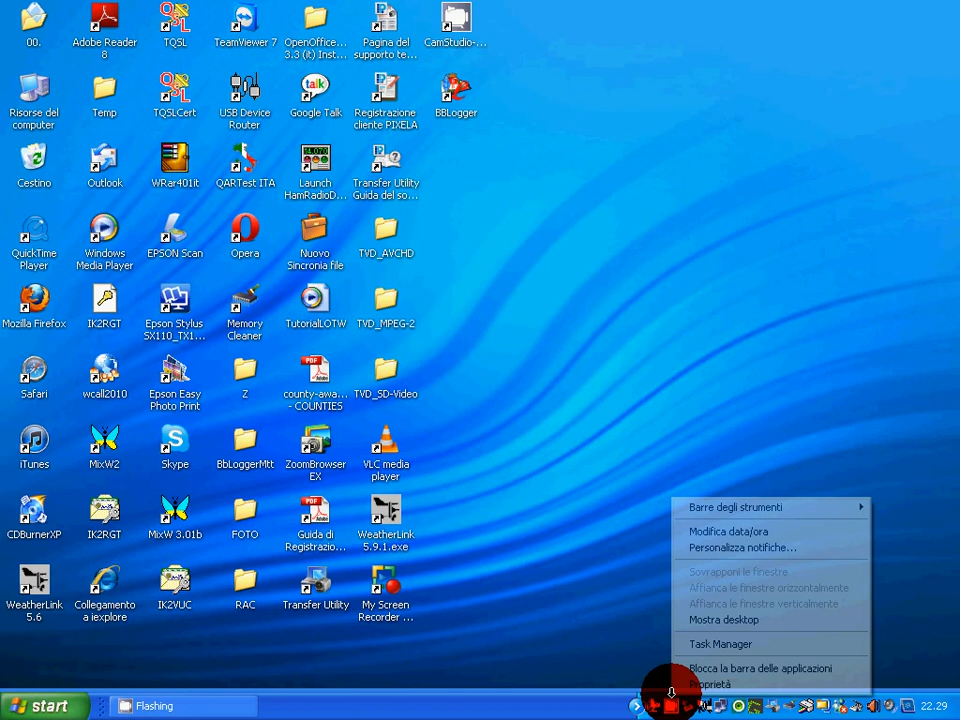 00.
Adobe Reader
8
TQSL
TeamViewer 7
OpenOffice...
3.3 (it) Inst...
Pagina del
supporto te...
CamStudio-...
Risorse del
computer
Temp
TQSLCert
USB Device
Router
talk
Google Talk
Registrazione
cliente PIXELA
BBLogger
Cestino
Outlook
WRar401it
QARTest ITA
Launch
HamRadioD...
Transfer Utility
Guida del so...
QuickTime
Player
Windows
Media Player
EPSON Scan
Opera
Nuovo
Sincronia file
TVD_AVCHD
Mozilla Firefox
IK2RGT
Epson Stylus
SX110_TX1...
Memory
Cleaner
TutorialLOTW
TVD_MPEG-2
Safari
wcall2010
Epson Easy
Photo Print
Z
PDF
county-awa...
- COUNTIES
TVD_SD-Video
iTunes
MixW2
Skype
BbLoggerMtt
ZoomBrowser
EX
VLC media
player
CDBurnerXP
IK2RGT
MixW 3.01b
FOTO
PDF
Guida di
Registrazio...
WeatherLink
5.9.1.exe
WeatherLink
5.6
Collegamento
a iexplore
IK2VUC
RAC
Transfer Utility
My Screen
Recorder ...
Barre degli strumenti
Modifica data/ora
Personalizza notifiche...
Sovrapponi le finestre
Affianca le finestre orizzontalmente
Affianca le finestre verticalmente
Mostra desktop
Task Manager
Blocca la barra delle applicazioni
Proprietà
start
Flashing
22.29